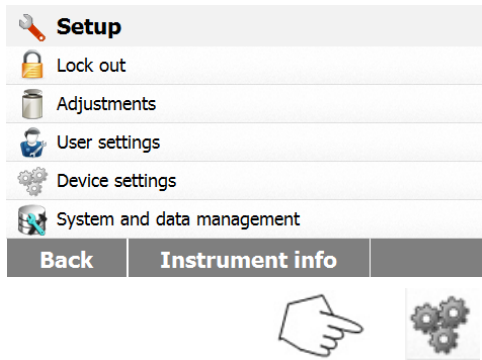 Setup
Lock out
Adjustments
User settings
Device settings
System and data management
Back Instrument info